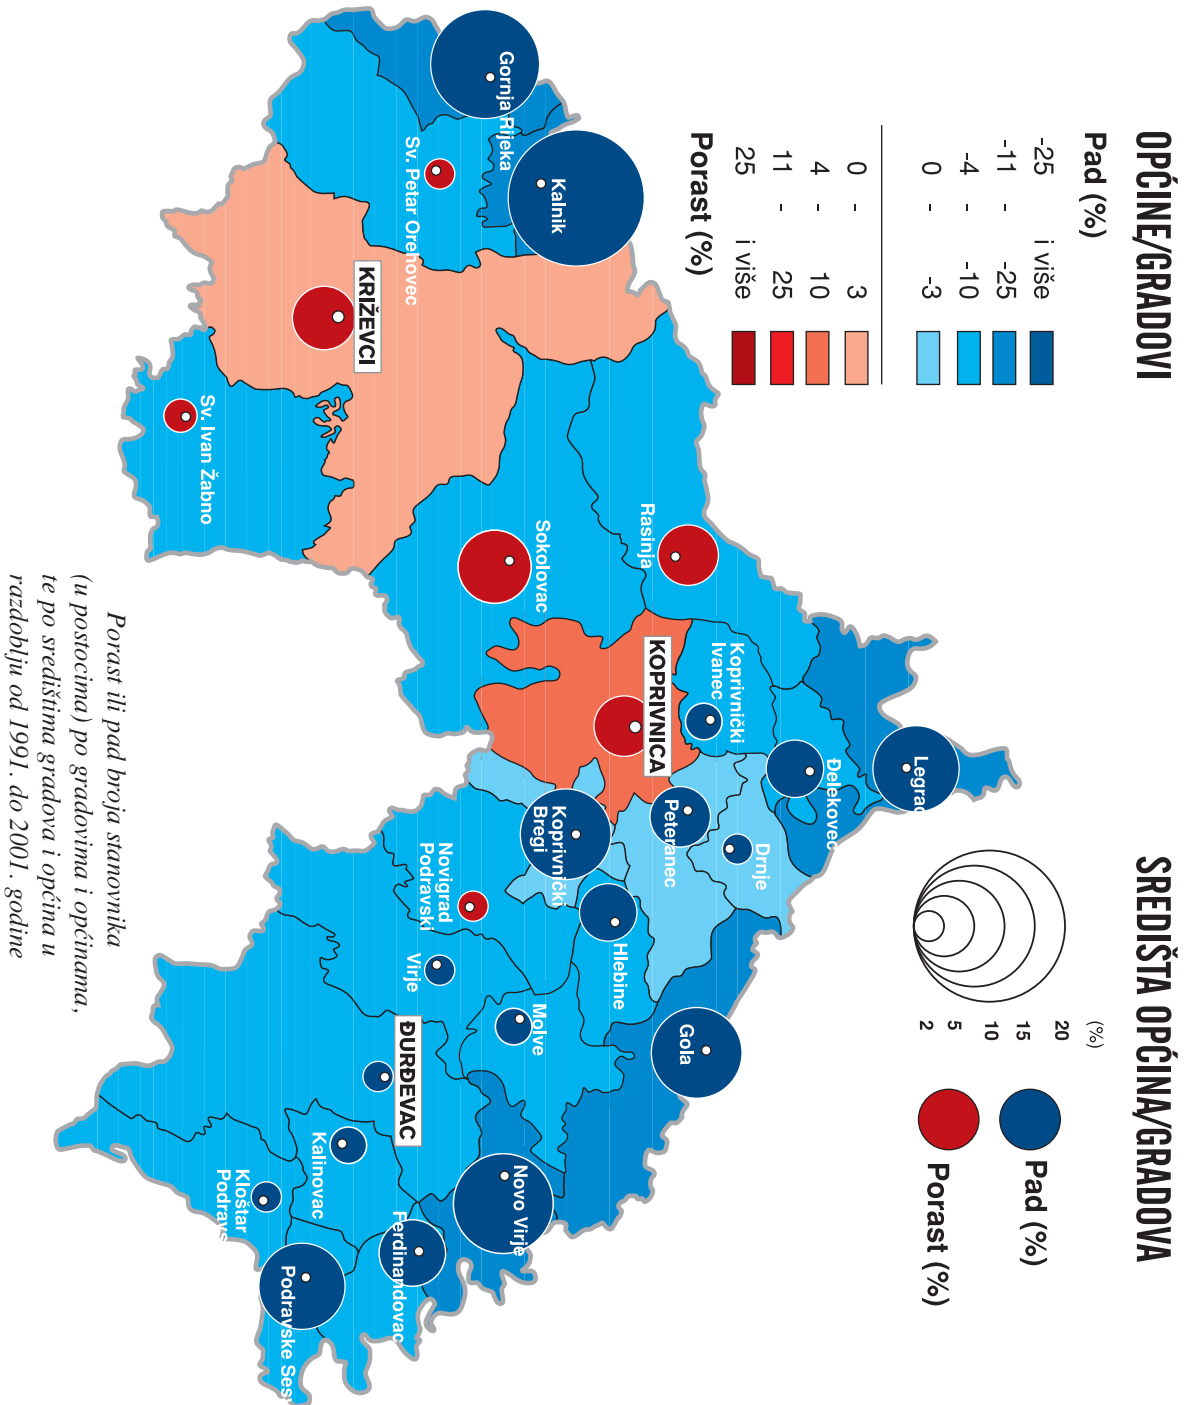 OPĆINE/GRADOVI
Pad (%)
-25 i više
-11 - -25
-4 - -10
0 - -3
0 - 3
4 - 10
11 - 25
25 i više
Porast (%)
SREDIŠTA OPĆINA/GRADOVA
(%)
20
15
10
5
2
Pad (%)
Porast (%)
Legrad
Đelekovec
Drnje
Koprivnički
Ivanec
Peteranec
Rasinja
KOPRIVNICA
Gola
Hlebine
Kalnik
Koprivnički
Bregi
Sokolovac
Molve
Novo Virje
Gornja Rijeka
Novigrad
Podravski
Virje
ĐURĐEVAC
Ferdinandovac
Sv. Petar Orehovec
KRIŽEVCI
Kalinovac
Podravske Ses
Kloštar
Podravs
Sv. Ivan Žabno
Porast ili pad broja stanovnika
(u postocima) po gradovima i općinama,
te po središtima gradova i općina u
razdoblju od 1991. do 2001. godine